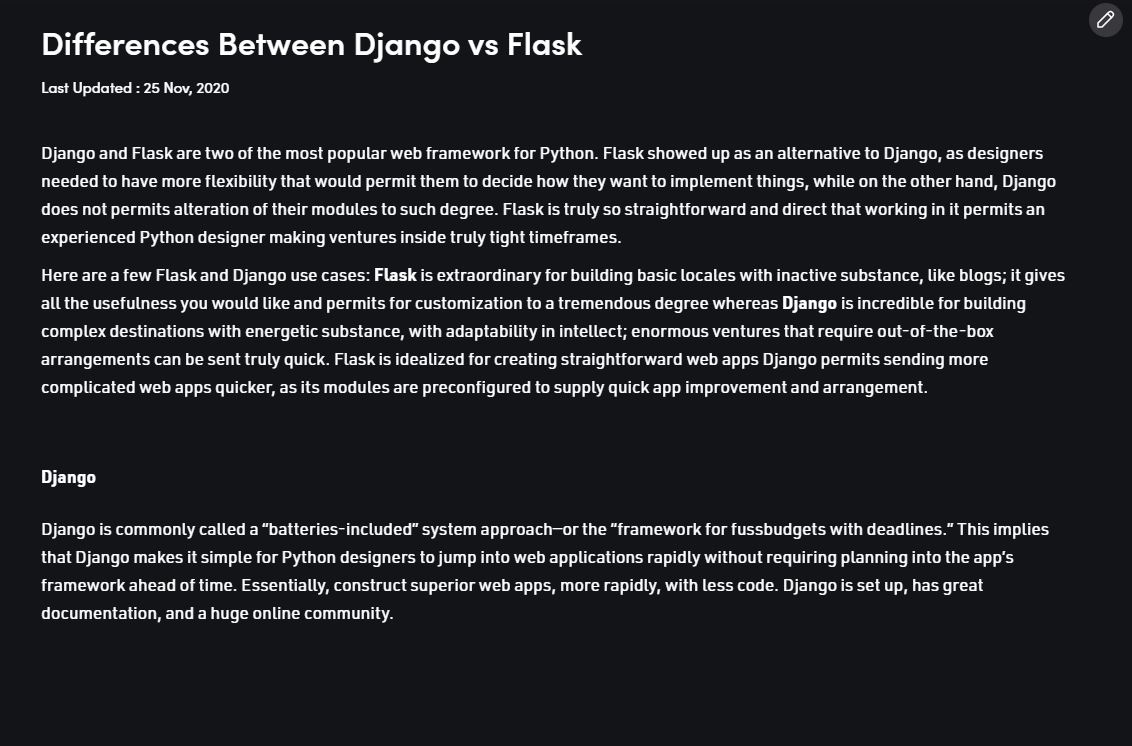 Differences Between Django vs Flask
Last Updated : 25 Nov, 2020
Django and Flask are two of the most popular web framework for Python. Flask showed up as an alternative to Django, as designers
needed to have more flexibility that would permit them to decide how they want to implement things, while on the other hand, Django
does not permits alteration of their modules to such degree. Flask is truly so straightforward and direct that working in it permits an
experienced Python designer making ventures inside truly tight timeframes.
Here are a few Flask and Django use cases: Flask is extraordinary for building basic locales with inactive substance, like blogs; it gives
all the usefulness you would like and permits for customization to a tremendous degree whereas Django is incredible for building
complex destinations with energetic substance, with adaptability in intellect; enormous ventures that require out-of-the-box
arrangements can be sent truly quick. Flask is idealized for creating straightforward web apps Django permits sending more
complicated web apps quicker, as its modules are preconfigured to supply quick app improvement and arrangement.
Django
Django is commonly called a “batteries-included” system approach—or the “framework for fussbudgets with deadlines.” This implies
that Django makes it simple for Python designers to jump into web applications rapidly without requiring planning into the app’s
framework ahead of time. Essentially, construct superior web apps, more rapidly, with less code. Django is set up, has great
documentation, and a huge online community.